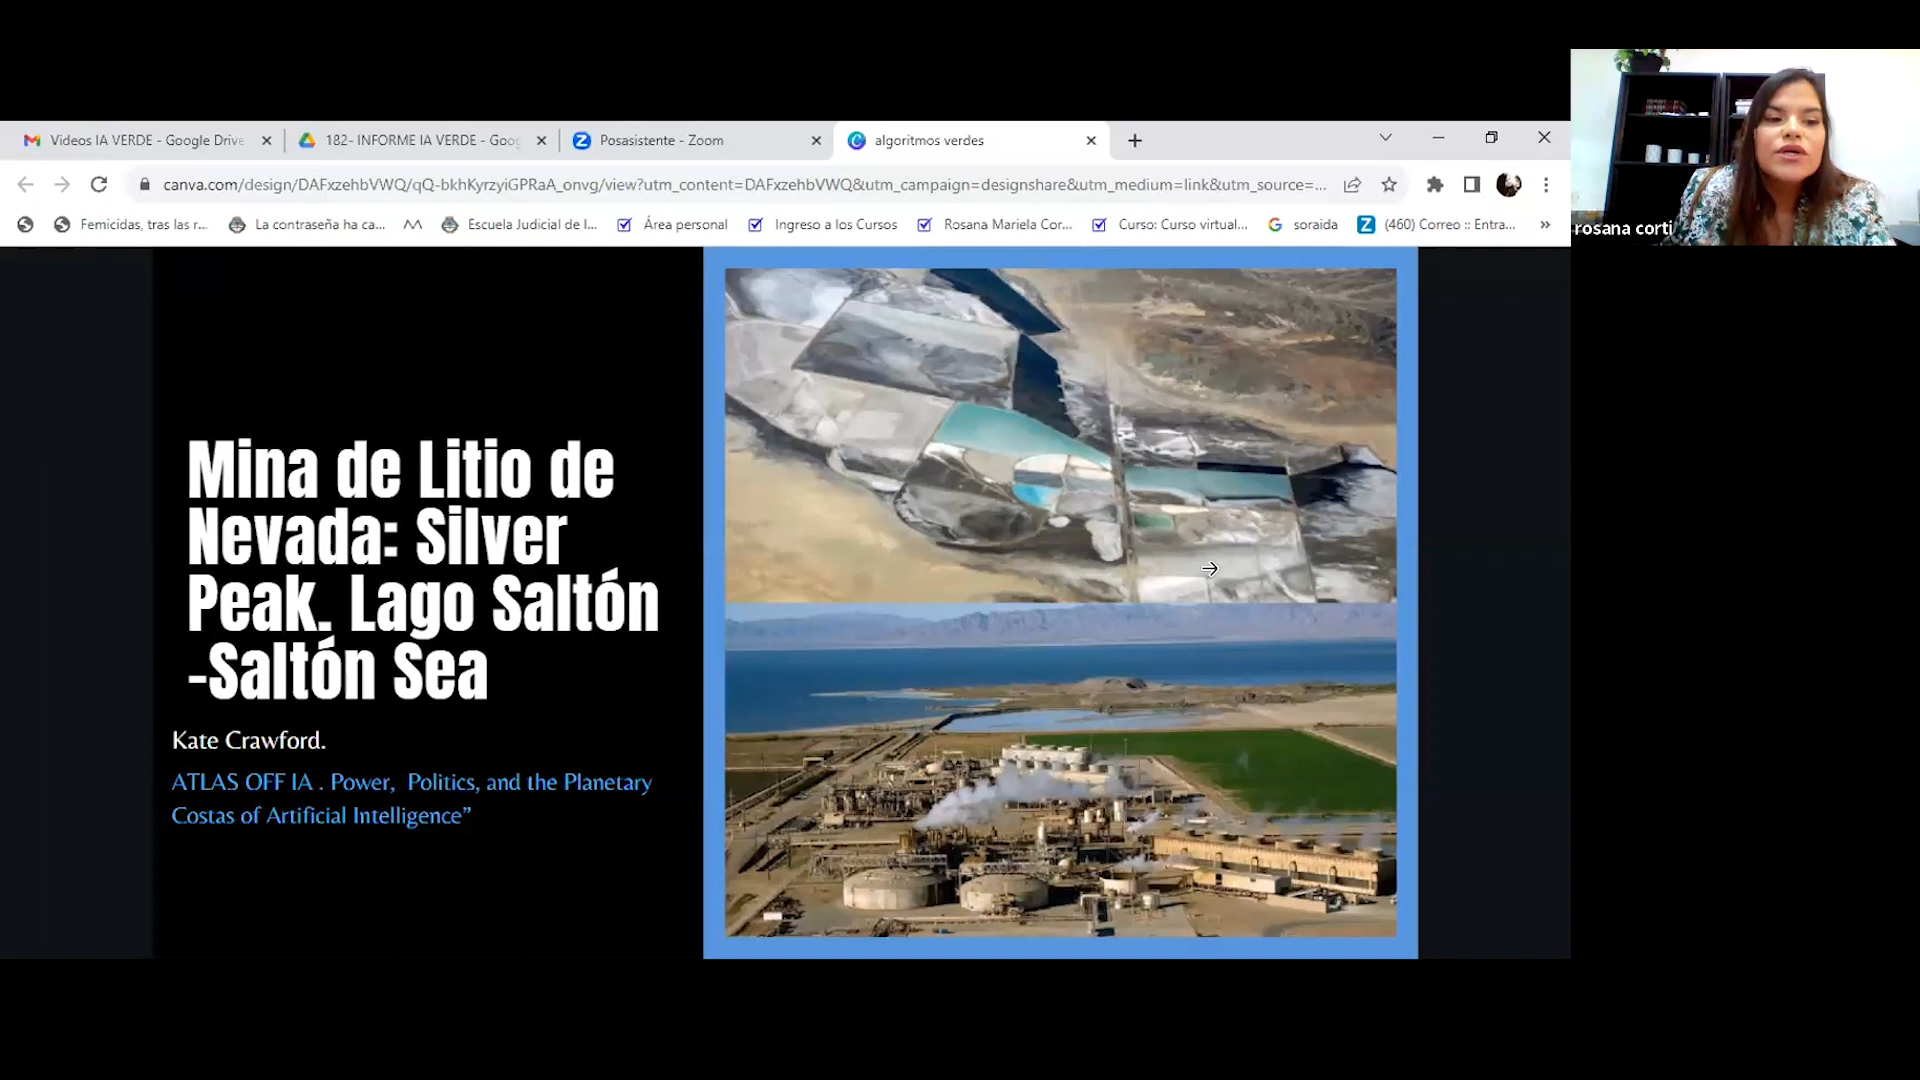 Videos IA VERDE - Google Drive
182- INFORME IA VERDE - Goog
Posasistente - Zoom
algoritmos verdes
canva.com/design/DAFxzehbVWQ/qQ-bkhKyrzyiGPRaA_onvg/view?utm_content=DAFxzehbVWQ&utm_campaign=designshare&utm_medium=link&utm_source=...
Femicidas, tras las r...
La contraseña ha ca...
Escuela Judicial de l...
Área personal
Ingreso a los Cursos
Rosana Mariela Cor...
Curso: Curso virtual...
soraida
(460) Correo :: Entra...
rosana corti
Mina de Litio de
Nevada: Silver
Peak. Lago Saltón
-Saltón Sea
Kate Crawford.
ATLAS OFF IA . Power, Politics, and the Planetary
Costas of Artificial Intelligence”